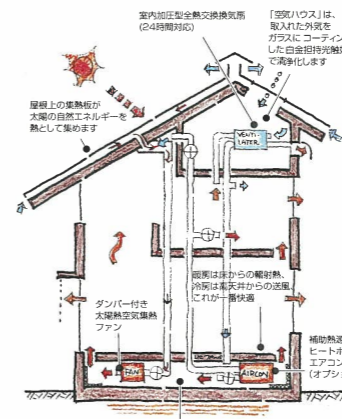 室内加圧型全熱交換換気扇
(24時間対応)
「空気ハウス」は、
取入れた外気を
ガラスにコーティン
した白金担持光触
で清浄化します
屋根上の集熱板が
太陽の自然エネルギーを
熱として集めます
VENTI-
LATER
暖房は床からの輻射熱、
冷房は高天井からの送風、
これが一番快適
ダンパー付き
太陽熱空気集熱
ファン
FAN
AIRCON
補助熱源
ヒートポ
エアコン
(オプシ